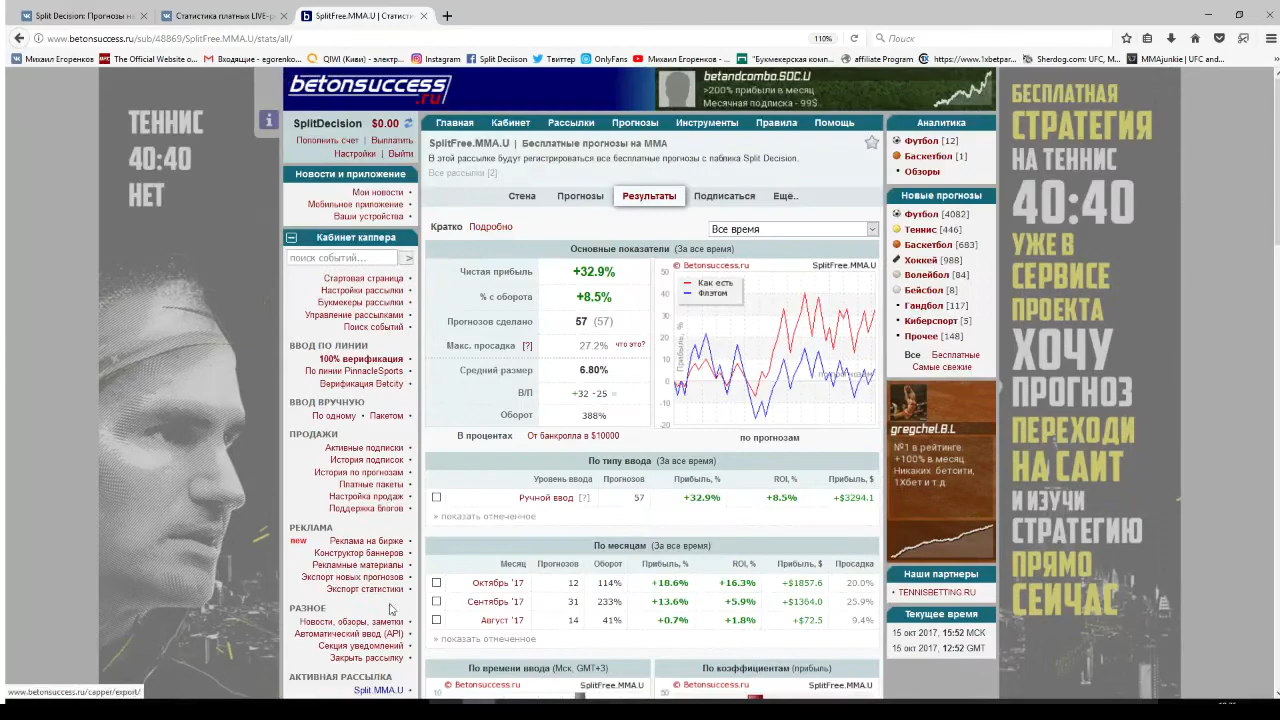 Split Decision: Прогнозы на
Статистика платных LIVE-р
SplitFree.MMA.U | Статисти
www.betonsuccess.ru/sub/48869/SplitFree.MMA.U/stats/all/
110%
Поиск
Михаил Егоренков
The Official Website o...
Входящие - egorenko...
QIWI (Киви) - электр...
Instagram
Split Deciison
Твиттер
OnlyFans
Михаил Егоренков ...
"Букмекерская комп...
affiliate Program
https://www.1xbetpar...
Sherdog.com: UFC, M...
MMAjunkie | UFC and...
ТЕННИС
40:40
НЕТ
betonsuccess
.ru
betandcombo.SOC.U
>200% прибыли в месяц
Месячная подписка - 99$
SplitDecision $0.00
Пополнить счет | Выплатить
Настройки | Выйти
Новости и приложение
Мои новости
Мобильное приложение
Ваши устройства
Кабинет каппера
поиск событий...
>
Стартовая страница
Настройки рассылки
Букмекеры рассылки
Управление рассылками
Поиск событий
ВВОД ПО ЛИНИИ
100% верификация
По линии PinnacleSports
Верификация Betcity
ВВОД ВРУЧНУЮ
По одному • Пакетом
ПРОДАЖИ
Активные подписки
История подписок
История по прогнозам
Платные пакеты
Настройка продаж
Поддержка блогов
РЕКЛАМА
new Реклама на бирже
Конструктор баннеров
Рекламные материалы
Экспорт новых прогнозов
Экспорт статистики
РАЗНОЕ
Новости, обзоры, заметки
Автоматический ввод (API)
Секция уведомлений
Закрыть рассылку
АКТИВНАЯ РАССЫЛКА
Split.MMA.U
www.betonsuccess.ru/capper/export/
Главная Кабинет Рассылки Прогнозы Инструменты Правила Помощь
SplitFree.MMA.U | Бесплатные прогнозы на ММА
В этой рассылке будут регистрироваться все бесплатные прогнозы с паблика Split Decision.
Все рассылки [2]
Стена Прогнозы Результаты Подписаться Ещё..
Кратко Подробно
Все время
Основные показатели (За все время)
Чистая прибыль +32.9%
% с оборота +8.5%
Прогнозов сделано 57 (57)
Макс. просадка [?] 27.2% что это?
Средний размер 6.80%
В/П +32 -25 =
Оборот 388%
В процентах От банкролла в $10000
© Betonsuccess.ru SplitFree.MMA.U
Как есть
Флэтом
50
40
30
20
10
0
-10
-20
Прибыль, %
по прогнозам
По типу ввода (За все время)
Уровень ввода Прогнозов Прибыль, % ROI, % Прибыль, $
Ручной ввод [?] 57 +32.9% +8.5% +$3294.1
» показать отмеченное
По месяцам (За все время)
Месяц Прогнозов Оборот Прибыль, % ROI, % Прибыль, $ Просадка
Октябрь '17 12 114% +18.6% +16.3% +$1857.6 20.0%
Сентябрь '17 31 233% +13.6% +5.9% +$1364.0 25.9%
Август '17 14 41% +0.7% +1.8% +$72.5 9.4%
» показать отмеченное
По времени ввода (Мск, GMT+3)
© Betonsuccess.ru SplitFree.MMA.U
10
По коэффициентам (прибыль)
© Betonsuccess.ru SplitFree.MMA.U
Аналитика
Футбол [12]
Баскетбол [1]
Обзоры
Новые прогнозы
Футбол [4082]
Теннис [446]
Баскетбол [683]
Хоккей [988]
Волейбол [84]
Бейсбол [8]
Гандбол [117]
Киберспорт [5]
Прочее [148]
Все Бесплатные
Самые свежие
gregchel.B.L
№1 в рейтинге.
+100% в месяц.
Никаких бетсити,
1Хбет и т.д
Наши партнеры
TENNISBETTING.RU
Текущее время
15 окт 2017, 15:52 МСК
15 окт 2017, 12:52 GMT
БЕСПЛАТНАЯ
СТРАТЕГИЯ
НА ТЕННИС
40:40
УЖЕ В
СЕРВИСЕ
ПРОЕКТА
ХОЧУ
ПРОГНОЗ
ПЕРЕХОДИ
НА САЙТ
И ИЗУЧИ
СТРАТЕГИЮ
ПРЯМО
СЕЙЧАС